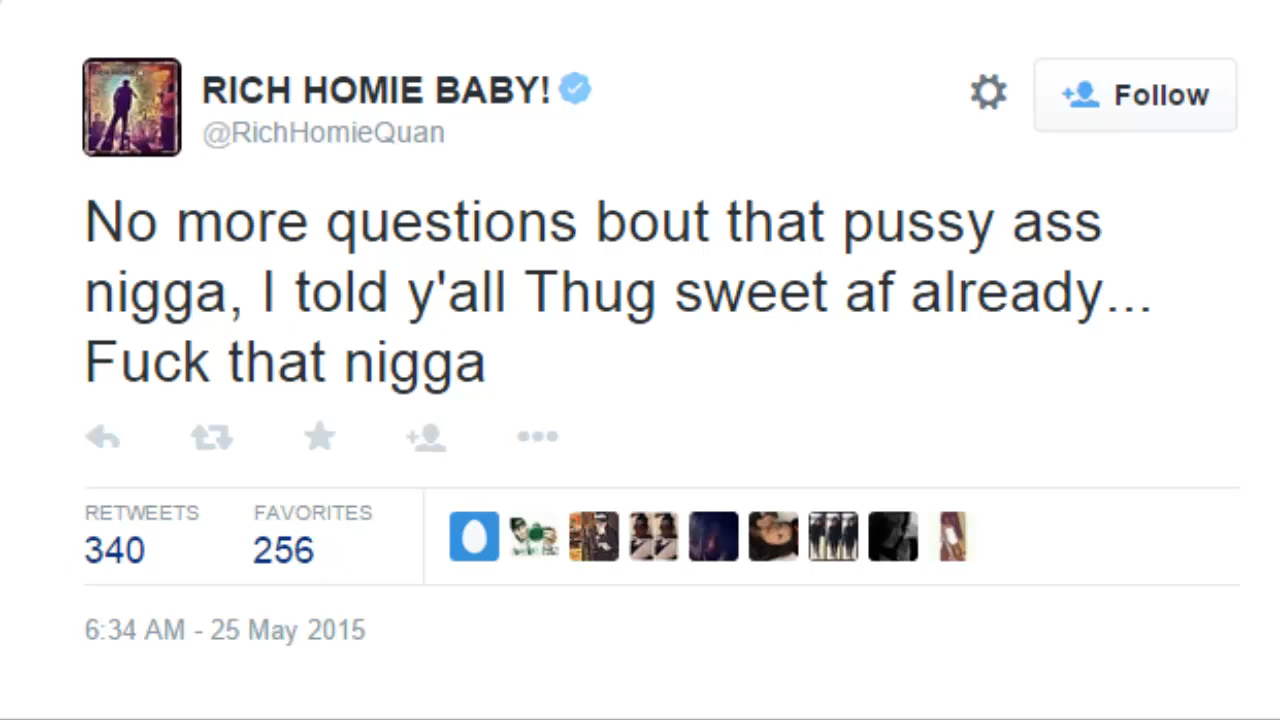 RICH HOMIE BABY!
@RichHomieQuan
Follow
No more questions bout that pussy ass
nigga, I told y'all Thug sweet af already...
Fuck that nigga
RETWEETS
FAVORITES
340
256
6:34 AM - 25 May 2015